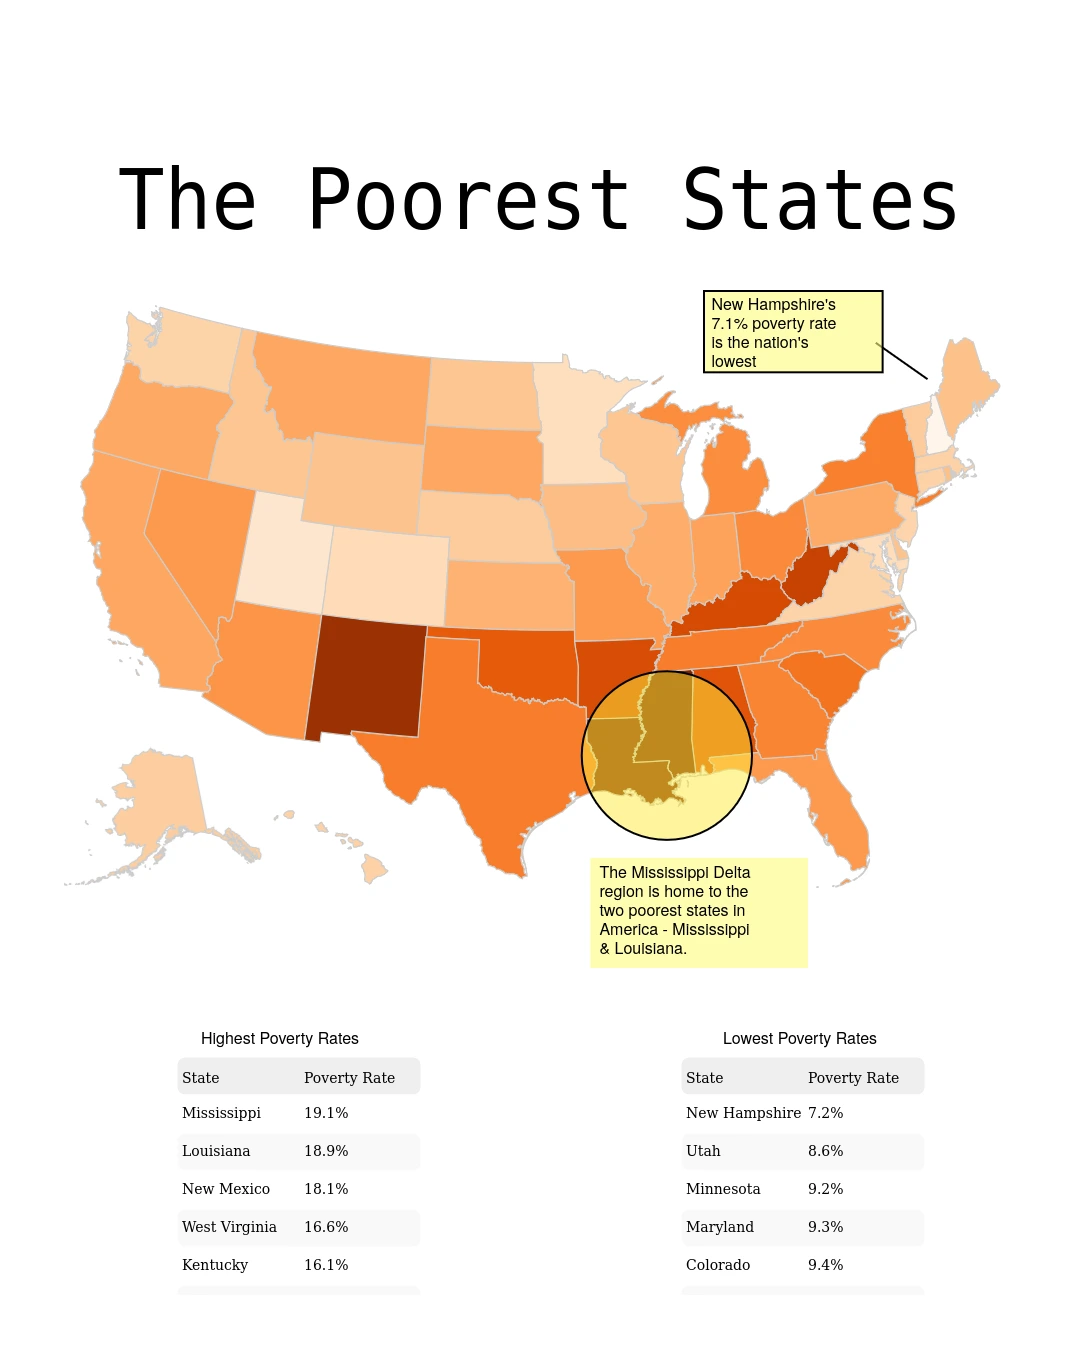 The Poorest States
New Hampshire's
7.1% poverty rate
is the nation's
lowest
The Mississippi Delta
region is home to the
two poorest states in
America - Mississippi
& Louisiana.
Highest Poverty Rates
State Poverty Rate
Mississippi 19.1%
Louisiana 18.9%
New Mexico 18.1%
West Virginia 16.6%
Kentucky 16.1%
Lowest Poverty Rates
State Poverty Rate
New Hampshire 7.2%
Utah 8.6%
Minnesota 9.2%
Maryland 9.3%
Colorado 9.4%